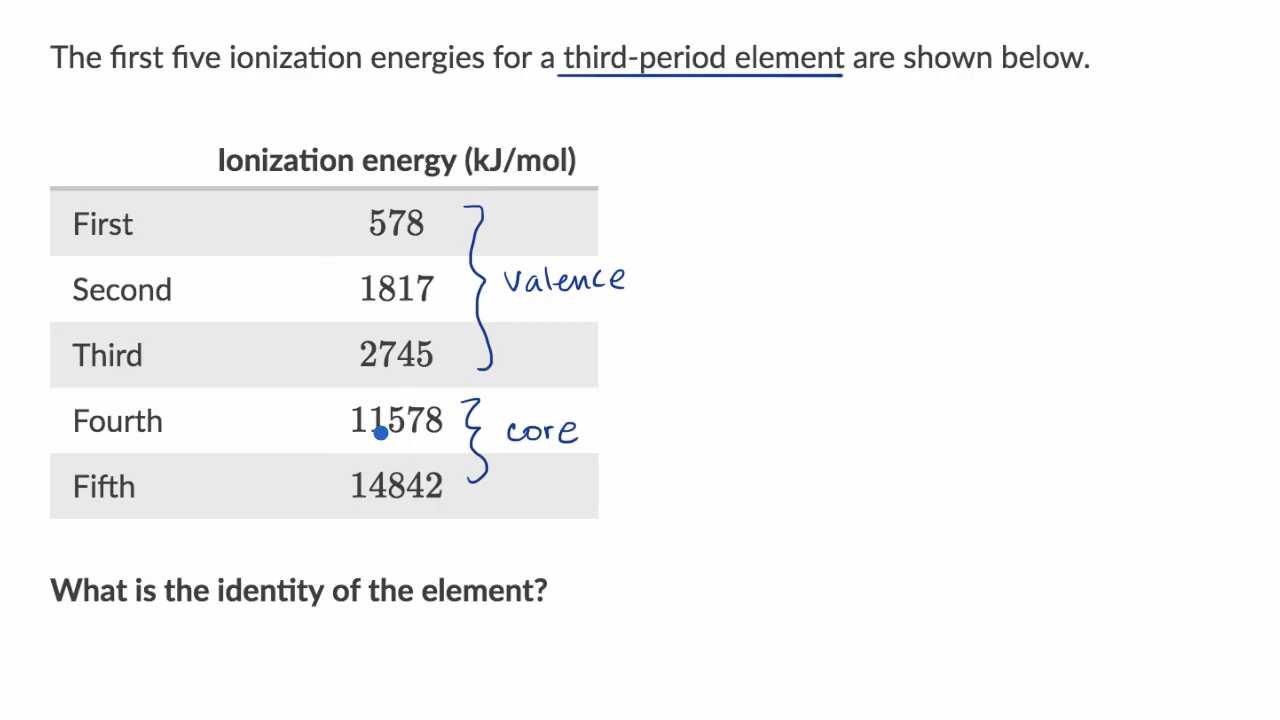 The first five ionization energies for a third-period element are shown below.
Ionization energy (kJ/mol)
First 578
Second 1817 valence
Third 2745
Fourth 11578 core
Fifth 14842
What is the identity of the element?